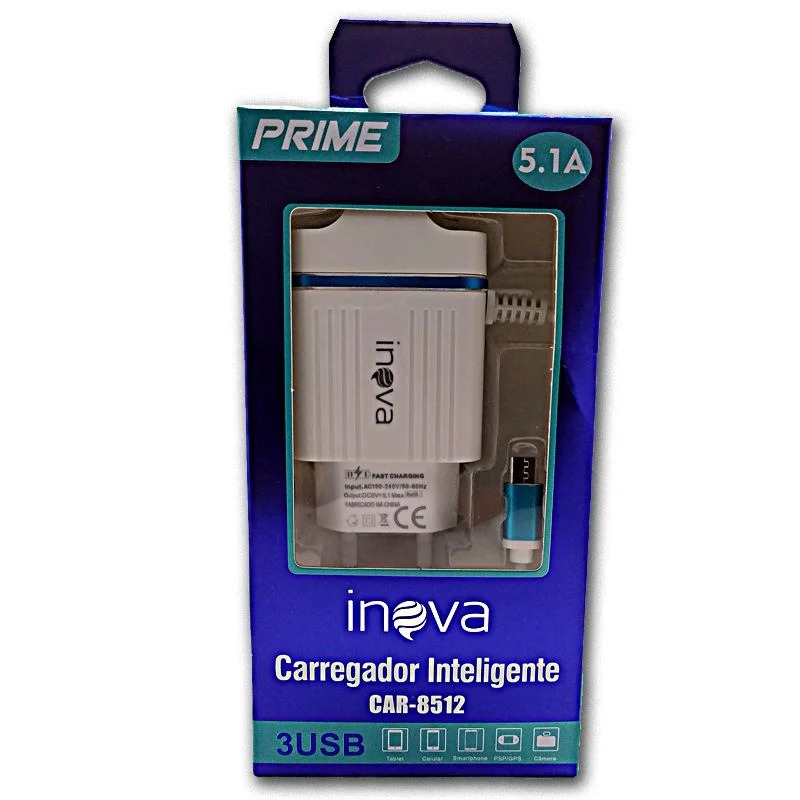 PRIME
5.1A
inova
FAST CHARGING
Input: AC100-240V/50-60Hz
FABRICADO NA CHINA
CE
inova
Carregador Inteligente
CAR-8512
3USB
Tablet Celular Smartphone PSP/GPS Câmera